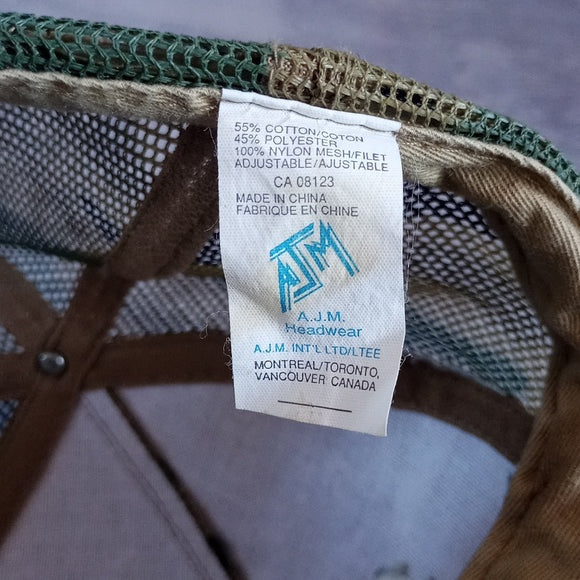 55% COTTON/COTON
45% POLYESTER
100% NYLON MESH/FILET
ADJUSTABLE/AJUSTABLE
CA 08123
MADE IN CHINA
FABRIQUE EN CHINE
AJM
A.J.M.
Headwear
A.J.M. INT'L LTD/LTEE
MONTREAL/TORONTO,
VANCOUVER CANADA